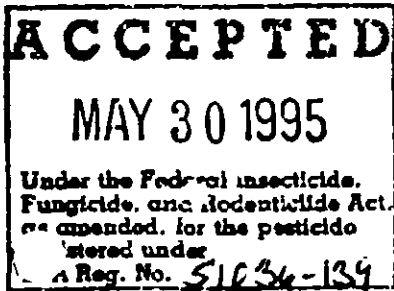 ACCEPTED
MAY 30 1995
Under the Federal Insecticide,
Fungicide, and Rodenticide Act,
as amended, for the pesticide
stered under
A Reg. No. 51036-139